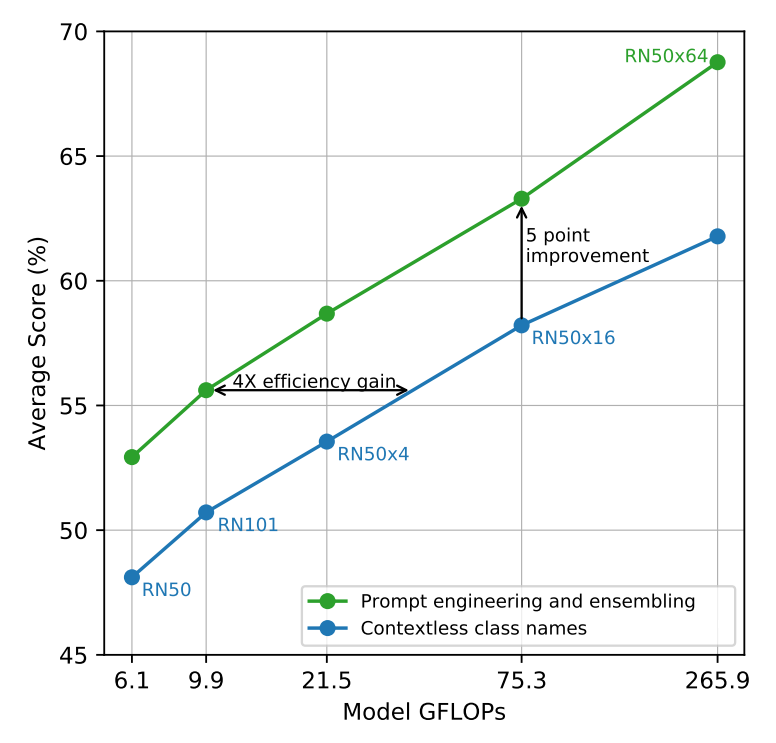 70
65
60
55
50
45
Average Score (%)
RN50x64
5 point
improvement
RN50x16
4X efficiency gain
RN50x4
RN101
RN50
Prompt engineering and ensembling
Contextless class names
6.1 9.9 21.5 75.3 265.9
Model GFLOPs